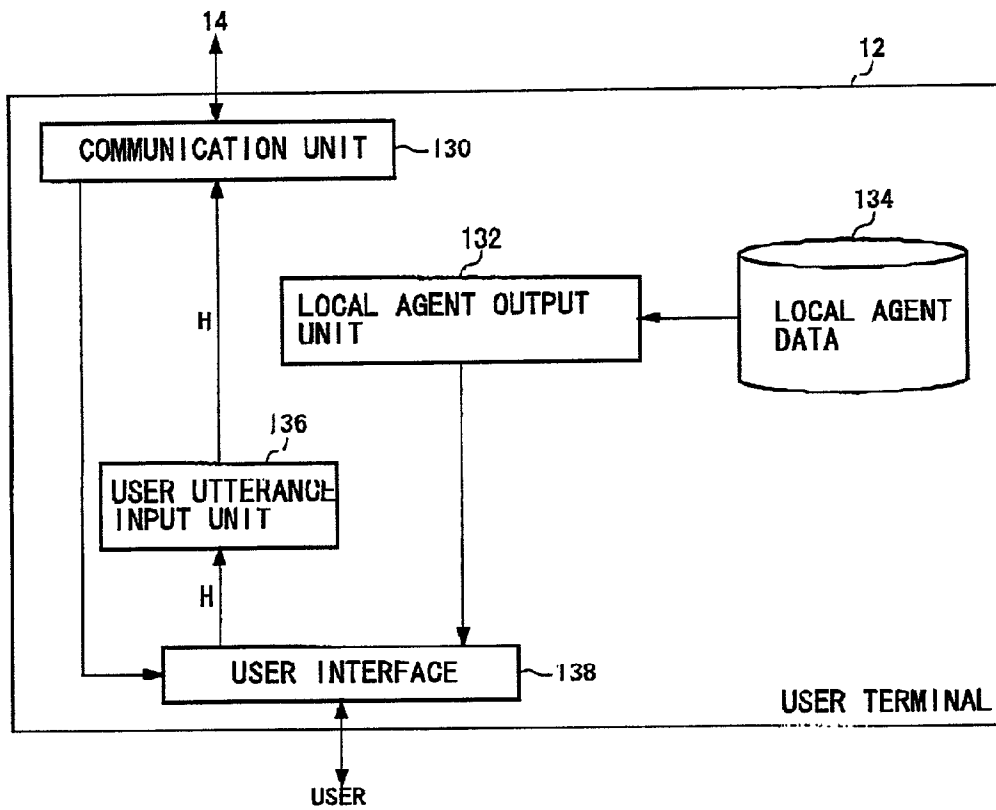 14
12
COMMUNICATION UNIT
130
134
132
LOCAL AGENT OUTPUT
UNIT
LOCAL AGENT
DATA
H
136
USER UTTERANCE
INPUT UNIT
H
USER INTERFACE
138
USER TERMINAL
USER